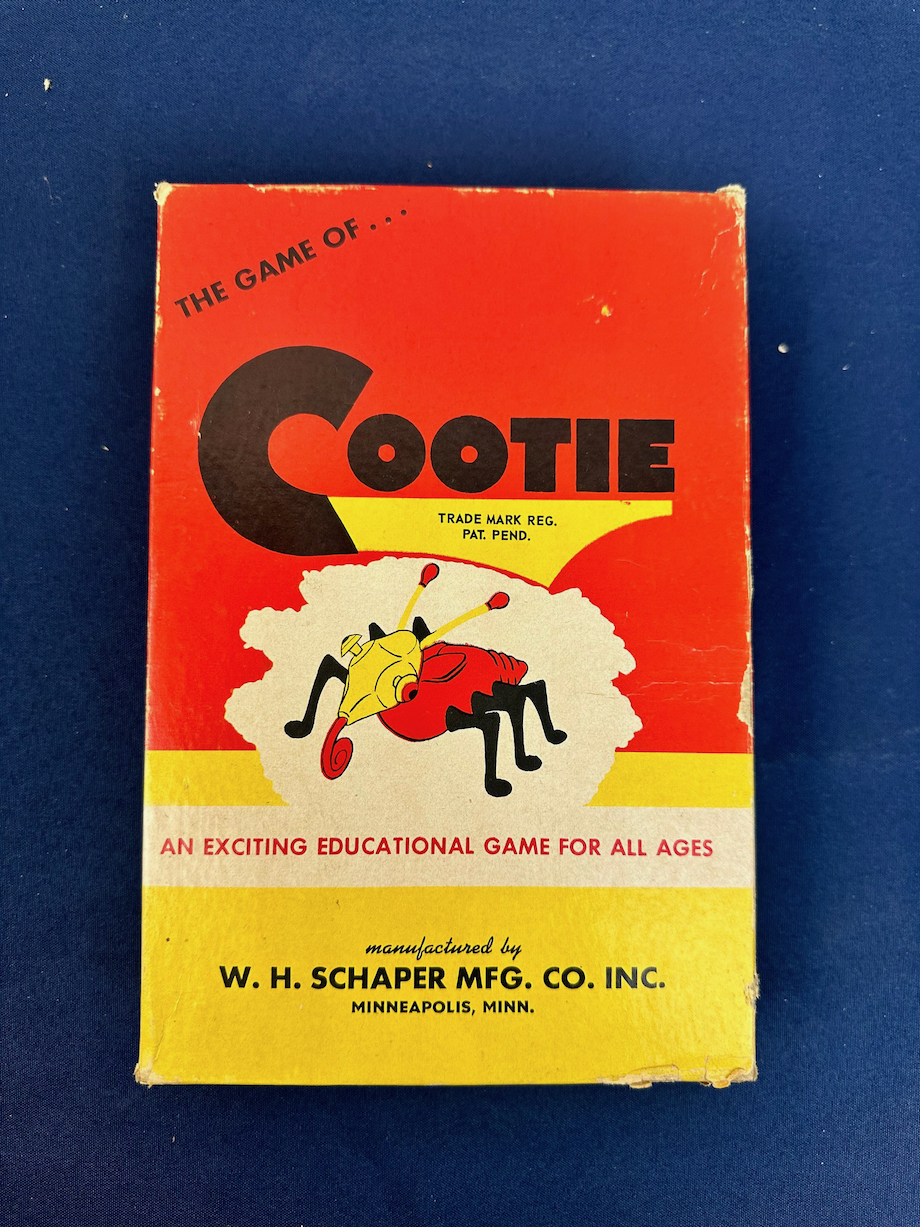 THE GAME OF...
COOTIE
TRADE MARK REG.
PAT. PEND.
AN EXCITING EDUCATIONAL GAME FOR ALL AGES
manufactured by
W. H. SCHAPER MFG. CO. INC.
MINNEAPOLIS, MINN.